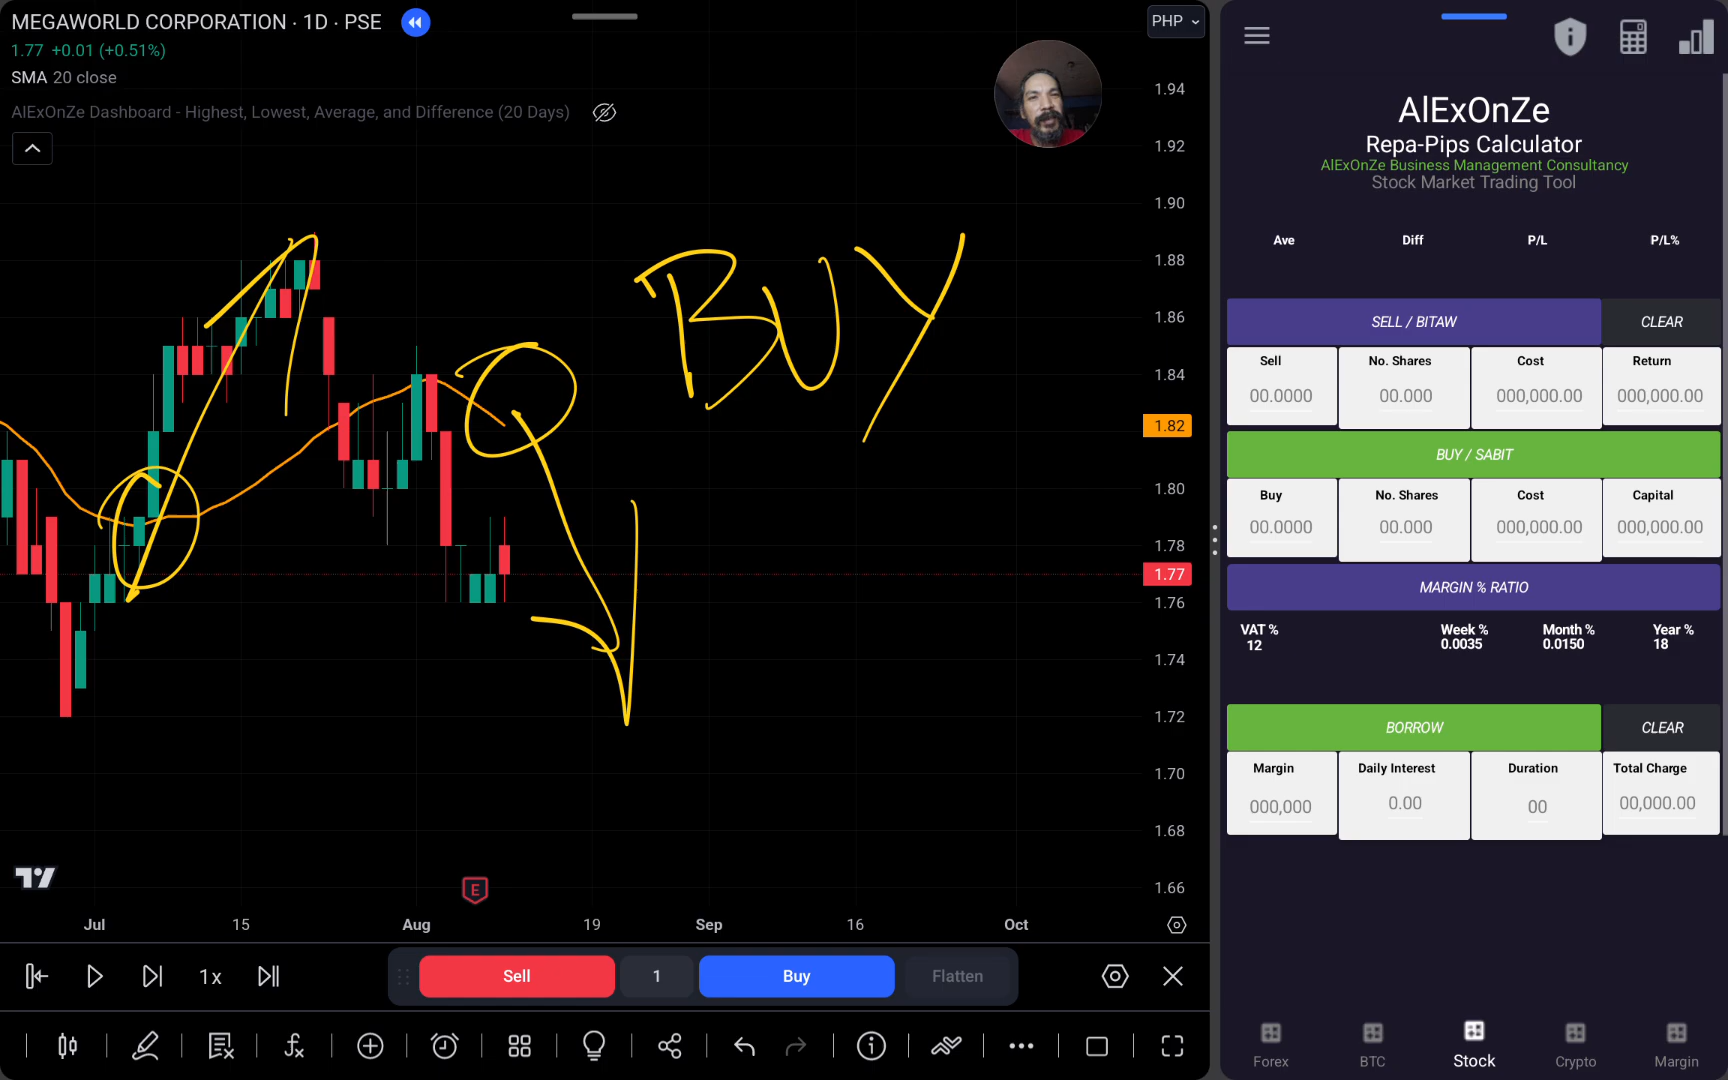 MEGAWORLD CORPORATION · 1D · PSE
PHP
1.77 +0.01 (+0.51%)
SMA 20 close
AlExOnZe Dashboard - Highest, Lowest, Average, and Difference (20 Days)
BUY
1.94
1.92
1.90
1.88
1.86
1.84
1.82
1.80
1.78
1.77
1.76
1.74
1.72
1.70
1.68
1.66
E
Jul 15 Aug 19 Sep 16 Oct
1x
Sell 1 Buy Flatten
AlExOnZe
Repa-Pips Calculator
AlExOnZe Business Management Consultancy
Stock Market Trading Tool
Ave Diff P/L P/L%
SELL / BITAW CLEAR
Sell No. Shares Cost Return
00.0000 00.000 000,000.00 000,000.00
BUY / SABIT
Buy No. Shares Cost Capital
00.0000 00.000 000,000.00 000,000.00
MARGIN % RATIO
VAT % Week % Month % Year %
12 0.0035 0.0150 18
BORROW CLEAR
Margin Daily Interest Duration Total Charge
000,000 0.00 00 00,000.00
Forex BTC Stock Crypto Margin